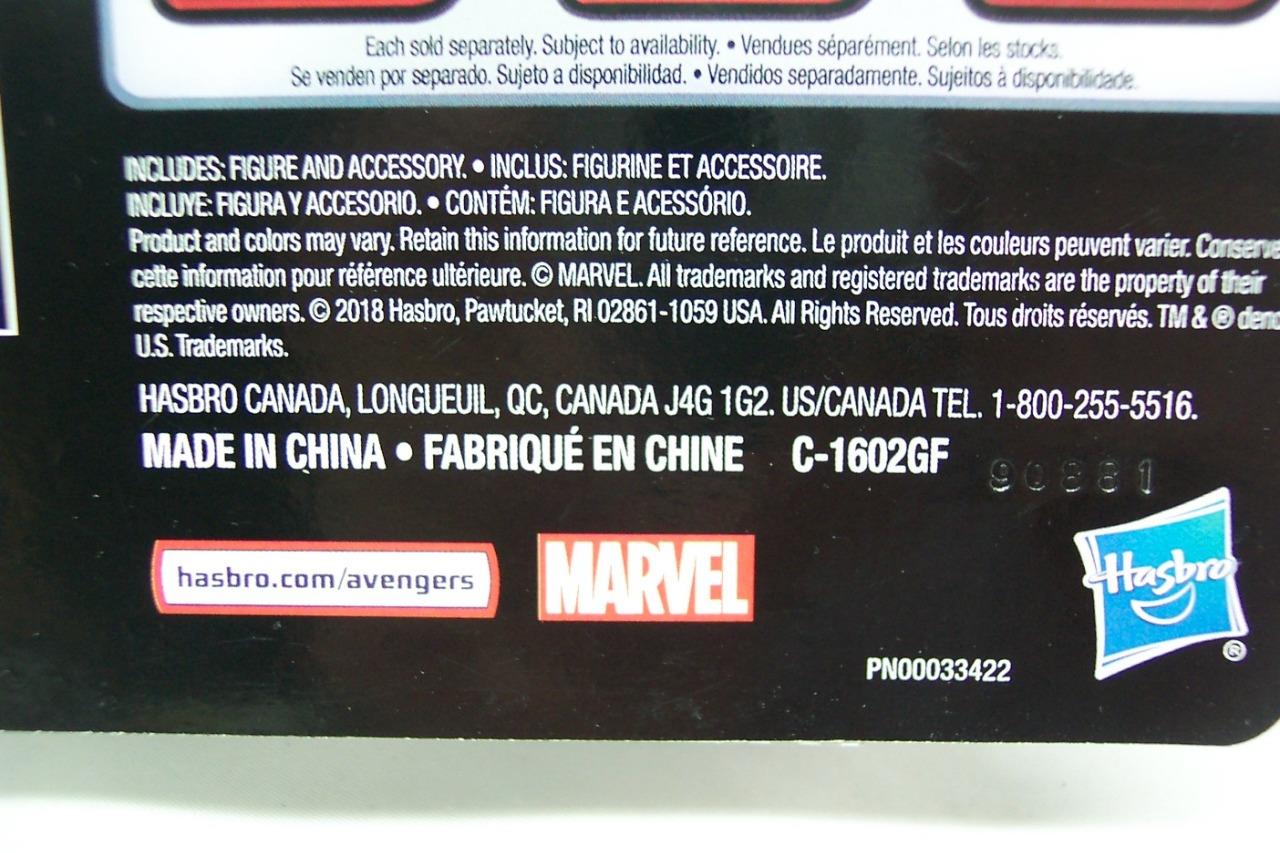 Each sold separately. Subject to availability. • Vendues séparément. Selon les stocks.
Se venden por separado. Sujeto a disponibilidad. • Vendidos separadamente. Sujeitos à disponibilidade.
INCLUDES: FIGURE AND ACCESSORY. • INCLUS: FIGURINE ET ACCESSOIRE.
INCLUYE: FIGURA Y ACCESORIO. • CONTÉM: FIGURA E ACESSÓRIO.
Product and colors may vary. Retain this information for future reference. Le produit et les couleurs peuvent varier. Conserve
cette information pour référence ultérieure. © MARVEL. All trademarks and registered trademarks are the property of their
respective owners. © 2018 Hasbro, Pawtucket, RI 02861-1059 USA. All Rights Reserved. Tous droits réservés. TM & ® deno
U.S. Trademarks.
HASBRO CANADA, LONGUEUIL, QC, CANADA J4G 1G2. US/CANADA TEL. 1-800-255-5516.
MADE IN CHINA • FABRIQUÉ EN CHINE C-1602GF 90881
hasbro.com/avengers MARVEL Hasbro ®
PN00033422